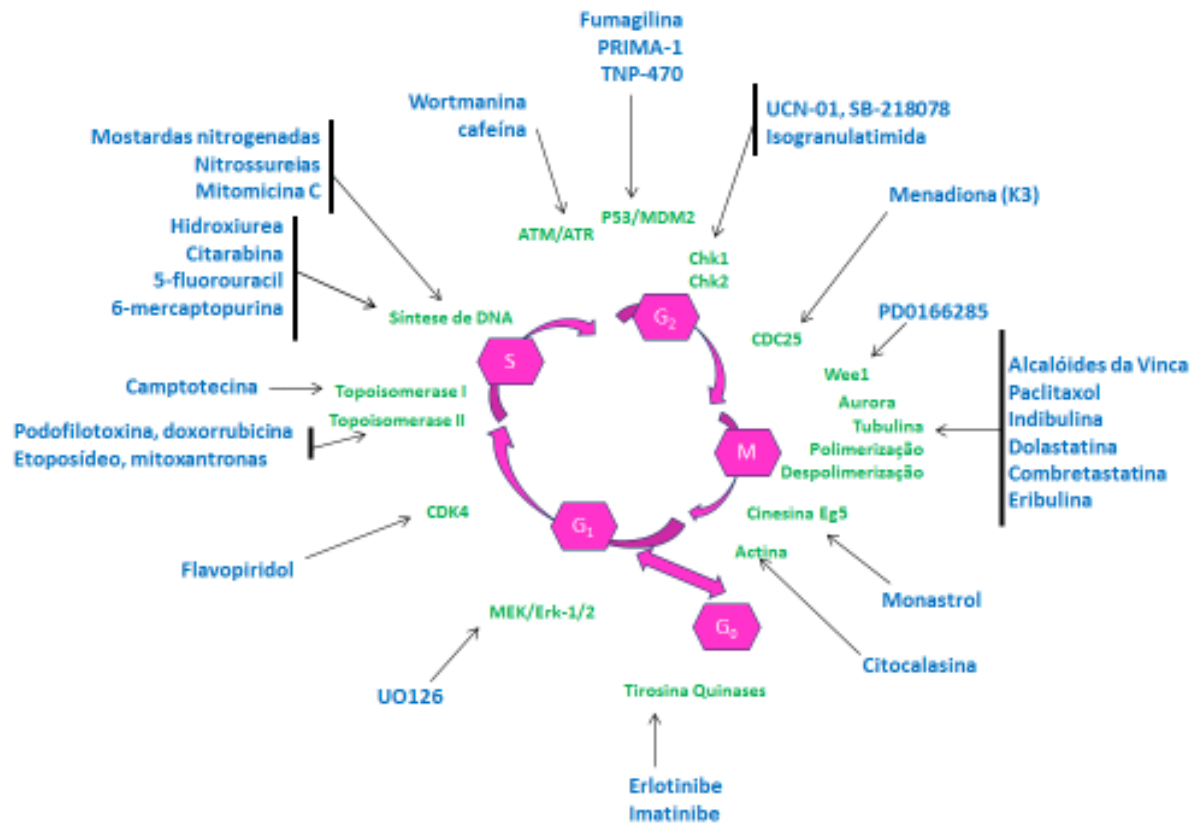 Fumagilina
PRIMA-1
TNP-470
Wortmanina
cafeína
UCN-01, SB-218078
Isogranulatimida
Mostardas nitrogenadas
Nitrossureias
Mitomicina C
Menadiona (K3)
P53/MDM2
ATM/ATR
Hidroxiurea
Citarabina
5-fluorouracil
6-mercaptopurina
Chk1
Chk2
Síntese de DNA
G2
PD0166285
CDC25
S
Wee1
Alcalóides da Vinca
Paclitaxol
Indibulina
Dolastatina
Combretastatina
Eribulina
Camptotecina
Topoisomerase I
Topoisomerase II
Aurora
Tubulina
Polimerização
Despolimerização
Podofilotoxina, doxorrubicina
Etoposídeo, mitoxantronas
M
CDK4
G1
Cinesina Eg5
Actina
Flavopiridol
Monastrol
MEK/Erk-1/2
G0
Citocalasina
UO126
Tirosina Quinases
Erlotinibe
Imatinibe